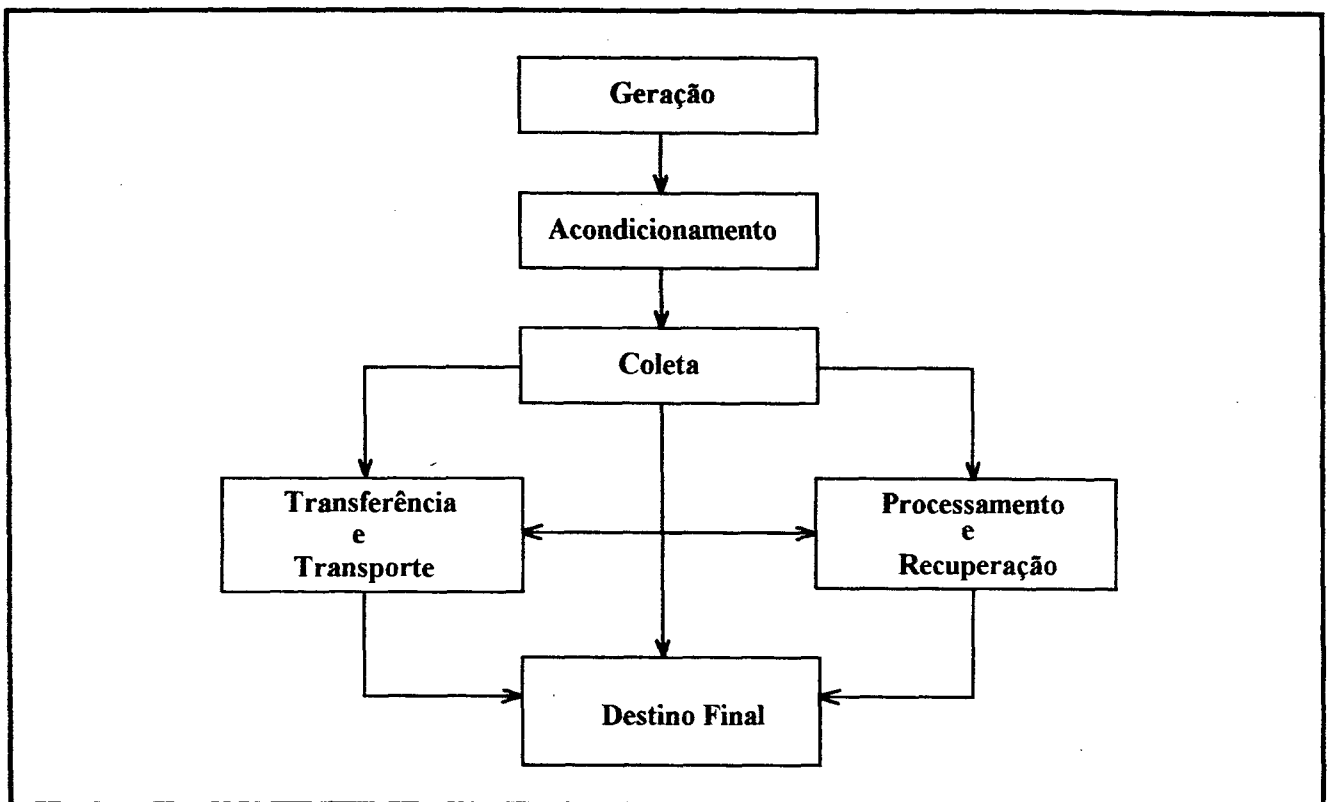 Geração
Acondicionamento
Coleta
Transferência
e
Transporte
Processamento
e
Recuperação
Destino Final